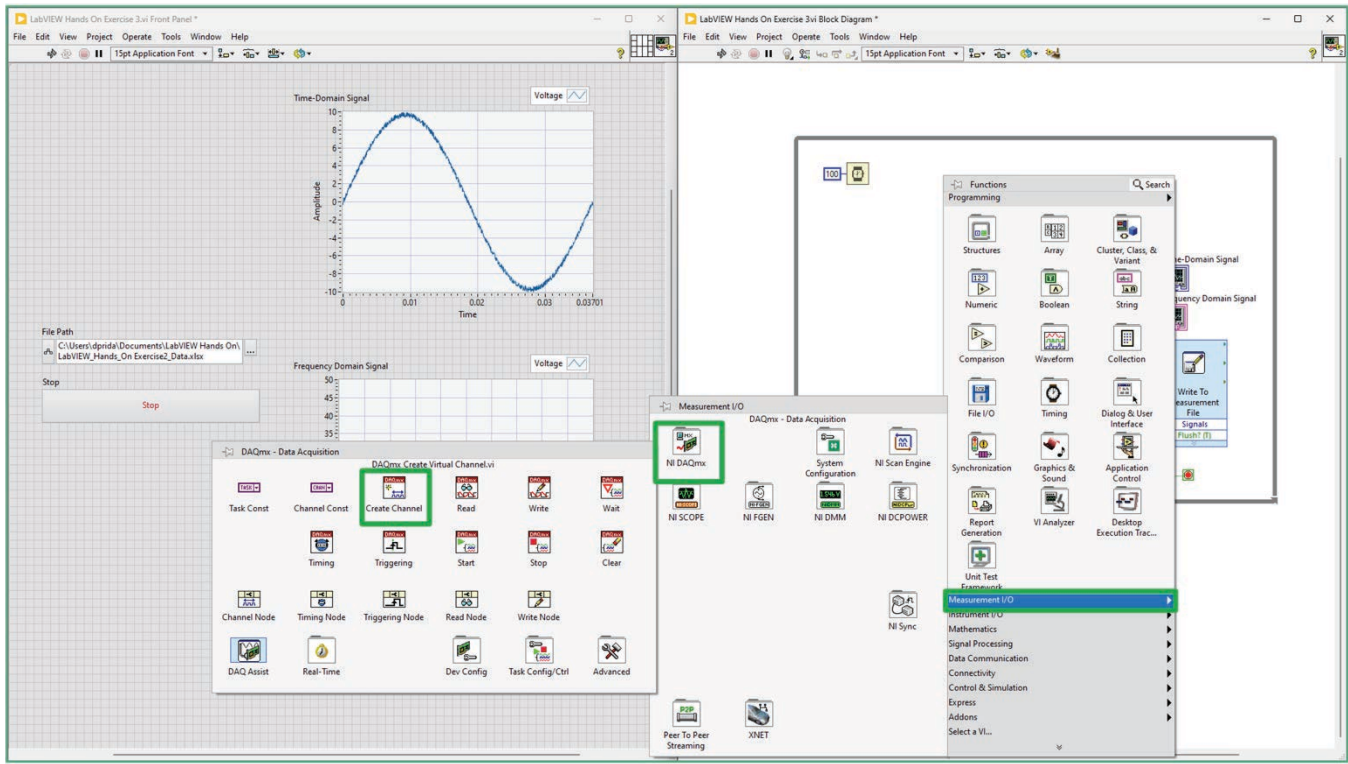 LabVIEW Hands On Exercise 3.vi Front Panel *
File Edit View Project Operate Tools Window Help
15pt Application Font
2
Time-Domain Signal
Voltage
10
8
6
4
2
0
-2
-4
-6
-8
-10
Amplitude
0 0.01 0.02 0.03 0.03701
Time
File Path
C:\Users\dprida\Documents\LabVIEW Hands On\
LabVIEW_Hands_On Exercise2_Data.xlsx
...
Stop
Stop
Frequency Domain Signal
Voltage
50
45
40
35
DAQmx - Data Acquisition
DAQmx Create Virtual Channel.vi
Task Const Channel Const Create Channel Read Write Wait
Timing Triggering Start Stop Clear
Channel Node Timing Node Triggering Node Read Node Write Node
DAQ Assist Real-Time Dev Config Task Config/Ctrl Advanced
LabVIEW Hands On Exercise 3vi Block Diagram *
File Edit View Project Operate Tools Window Help
15pt Application Font
2
100
Measurement I/O
DAQmx - Data Acquisition
NI DAQmx System Configuration NI Scan Engine
NI SCOPE NI FGEN NI DMM NI DCPOWER
NI Sync
Peer To Peer Streaming XNET
Functions
Search
Programming
Structures Array Cluster, Class, & Variant
Numeric Boolean String
Comparison Waveform Collection
File I/O Timing Dialog & User Interface
Synchronization Graphics & Sound Application Control
Report Generation VI Analyzer Desktop Execution Trac...
Unit Test Framework
Measurement I/O
Instrument I/O
Mathematics
Signal Processing
Data Communication
Connectivity
Control & Simulation
Express
Addons
Select a VI...
e-Domain Signal
quency Domain Signal
Write To
easurement
File
Signals
Flush? (T)